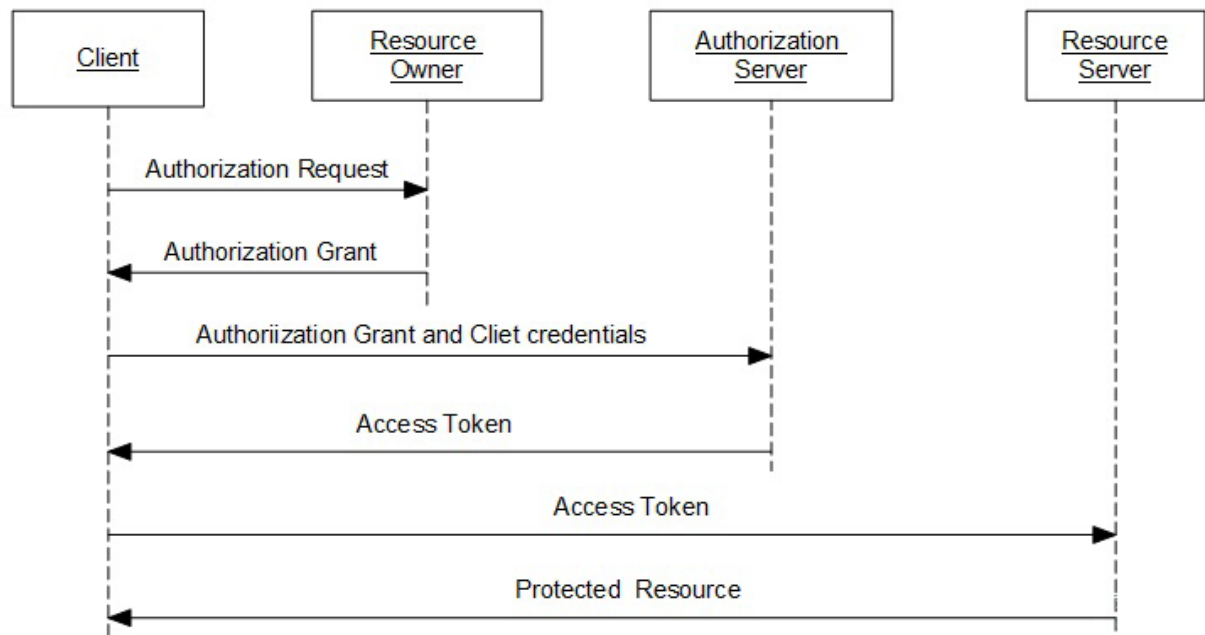 Client
Resource
Owner
Authorization
Server
Resource
Server
Authorization Request
Authorization Grant
Authoriization Grant and Cliet credentials
Access Token
Access Token
Protected Resource